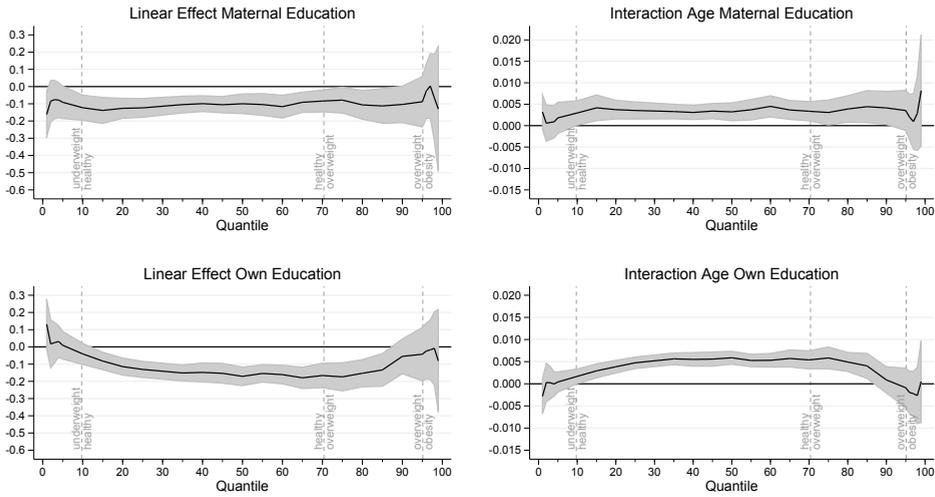 Linear Effect Maternal Education
0.3
0.2
0.1
0.0
-0.1
-0.2
-0.3
-0.4
-0.5
-0.6
underweight
healthy
healthy
overweight
overweight
obesity
0 10 20 30 40 50 60 70 80 90 100
Quantile
Interaction Age Maternal Education
0.020
0.015
0.010
0.005
0.000
-0.005
-0.010
-0.015
underweight
healthy
healthy
overweight
overweight
obesity
0 10 20 30 40 50 60 70 80 90 100
Quantile
Linear Effect Own Education
0.3
0.2
0.1
0.0
-0.1
-0.2
-0.3
-0.4
-0.5
-0.6
underweight
healthy
healthy
overweight
overweight
obesity
0 10 20 30 40 50 60 70 80 90 100
Quantile
Interaction Age Own Education
0.020
0.015
0.010
0.005
0.000
-0.005
-0.010
-0.015
underweight
healthy
healthy
overweight
overweight
obesity
0 10 20 30 40 50 60 70 80 90 100
Quantile